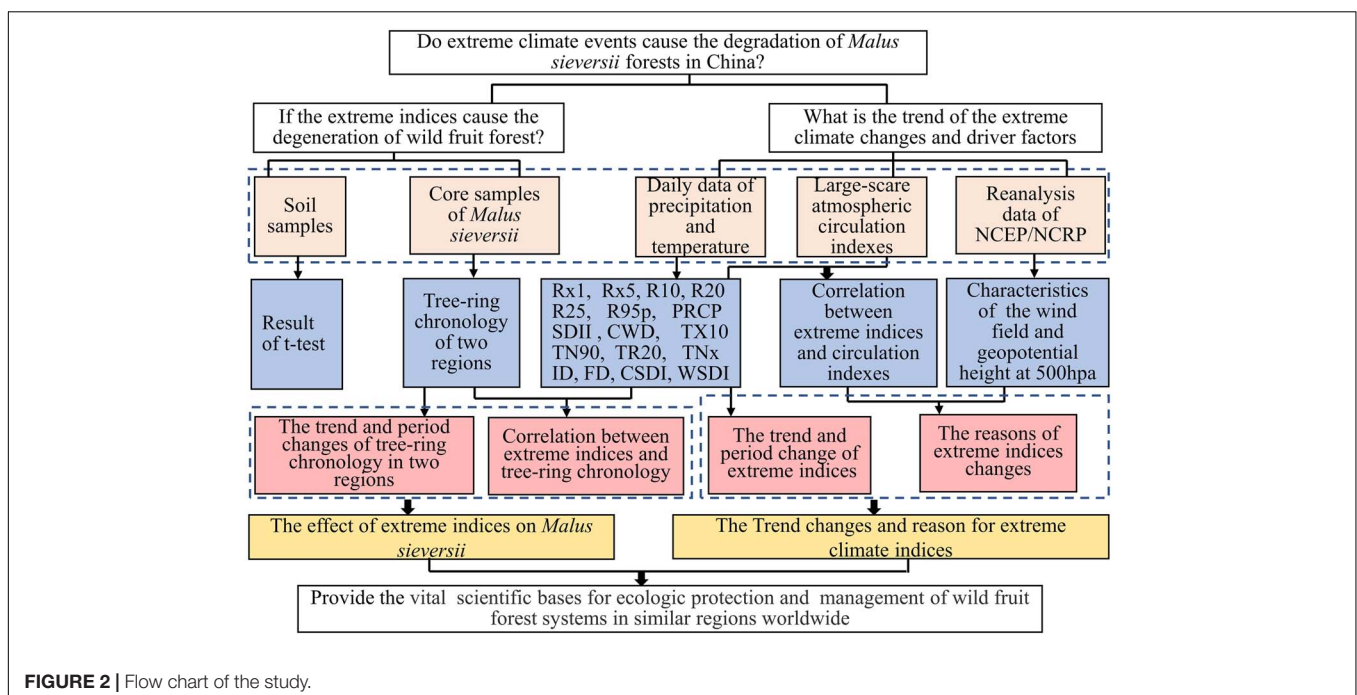 Do extreme climate events cause the degradation of Malus
sieversii forests in China?
If the extreme indices cause the
degeneration of wild fruit forest?
What is the trend of the extreme
climate changes and driver factors
Soil
samples
Core samples
of Malus
sieversii
Daily data of
precipitation
and
temperature
Large-scare
atmospheric
circulation
indexes
Reanalysis
data of
NCEP/NCRP
Result
of t-test
Tree-ring
chronology
of two
regions
Rx1, Rx5, R10, R20
R25, R95p, PRCP
SDII , CWD, TX10
TN90, TR20, TNx
ID, FD, CSDI, WSDI
Correlation
between
extreme indices
and circulation
indexes
Characteristics
of the wind
field and
geopotential
height at 500hpa
The trend and period
changes of tree-ring
chronology in two
regions
Correlation between
extreme indices and
tree-ring chronology
The trend and
period change of
extreme indices
The reasons of
extreme indices
changes
The effect of extreme indices on Malus
sieversii
The Trend changes and reason for extreme
climate indices
Provide the vital scientific bases for ecologic protection and management of wild fruit
forest systems in similar regions worldwide
FIGURE 2 | Flow chart of the study.